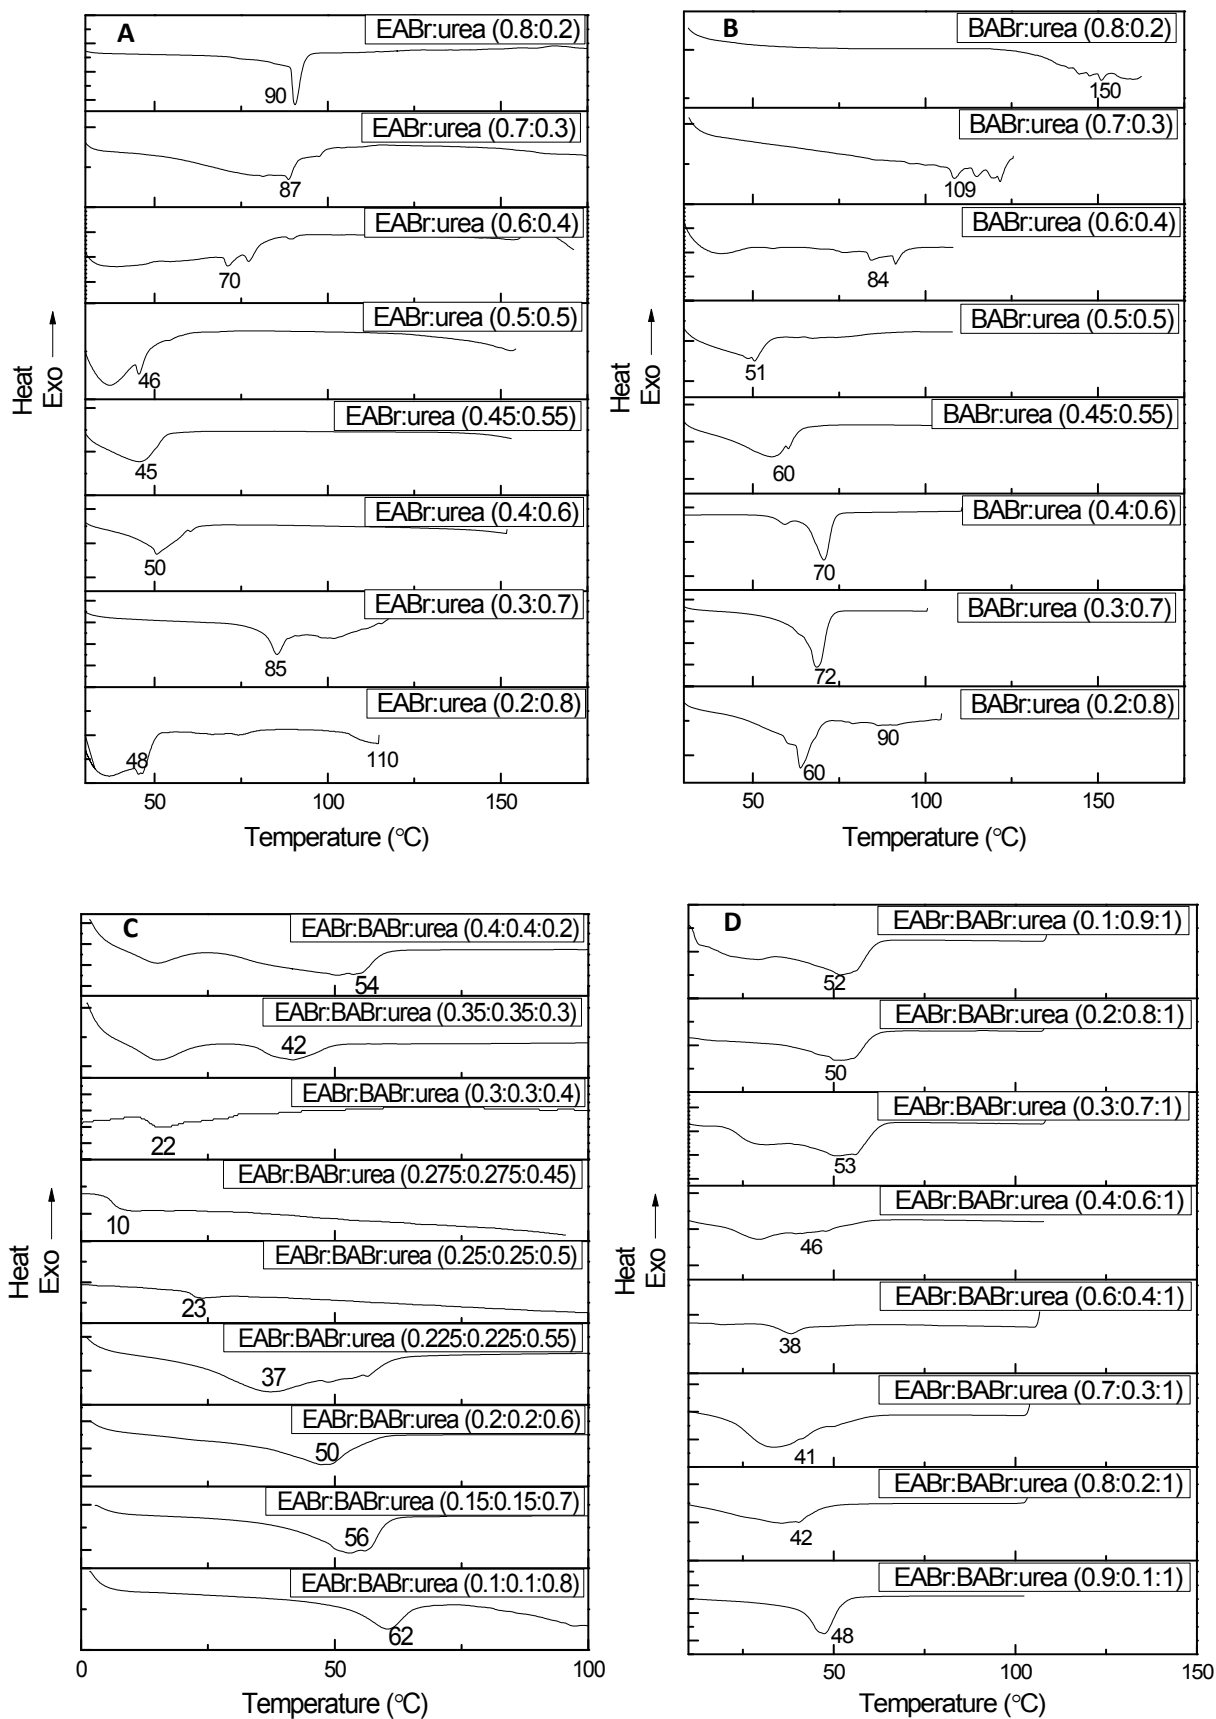 A
EABr:urea (0.8:0.2)
90
EABr:urea (0.7:0.3)
87
EABr:urea (0.6:0.4)
70
EABr:urea (0.5:0.5)
46
EABr:urea (0.45:0.55)
45
EABr:urea (0.4:0.6)
50
EABr:urea (0.3:0.7)
85
EABr:urea (0.2:0.8)
48
110
Heat
Exo
50 100 150
Temperature (°C)
B
BABr:urea (0.8:0.2)
150
BABr:urea (0.7:0.3)
109
BABr:urea (0.6:0.4)
84
BABr:urea (0.5:0.5)
51
BABr:urea (0.45:0.55)
60
BABr:urea (0.4:0.6)
70
BABr:urea (0.3:0.7)
72
BABr:urea (0.2:0.8)
90
60
Heat
Exo
50 100 150
Temperature (°C)
C
EABr:BABr:urea (0.4:0.4:0.2)
54
EABr:BABr:urea (0.35:0.35:0.3)
42
EABr:BABr:urea (0.3:0.3:0.4)
22
EABr:BABr:urea (0.275:0.275:0.45)
10
EABr:BABr:urea (0.25:0.25:0.5)
23
EABr:BABr:urea (0.225:0.225:0.55)
37
EABr:BABr:urea (0.2:0.2:0.6)
50
EABr:BABr:urea (0.15:0.15:0.7)
56
EABr:BABr:urea (0.1:0.1:0.8)
62
Heat
Exo
0 50 100
Temperature (°C)
D
EABr:BABr:urea (0.1:0.9:1)
52
EABr:BABr:urea (0.2:0.8:1)
50
EABr:BABr:urea (0.3:0.7:1)
53
EABr:BABr:urea (0.4:0.6:1)
46
EABr:BABr:urea (0.6:0.4:1)
38
EABr:BABr:urea (0.7:0.3:1)
41
EABr:BABr:urea (0.8:0.2:1)
42
EABr:BABr:urea (0.9:0.1:1)
48
Heat
Exo
50 100 150
Temperature (°C)